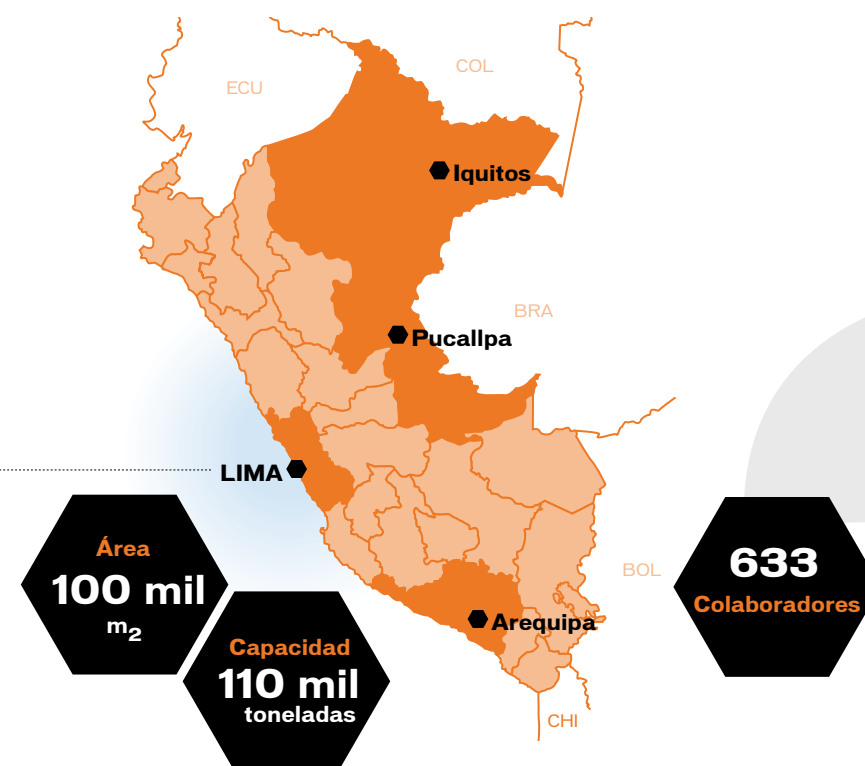 COL
ECU
Iquitos
BRA
Pucallpa
LIMA
Área
100 mil
m2
Capacidad
110 mil
toneladas
BOL
633
Colaboradores
Arequipa
CHI